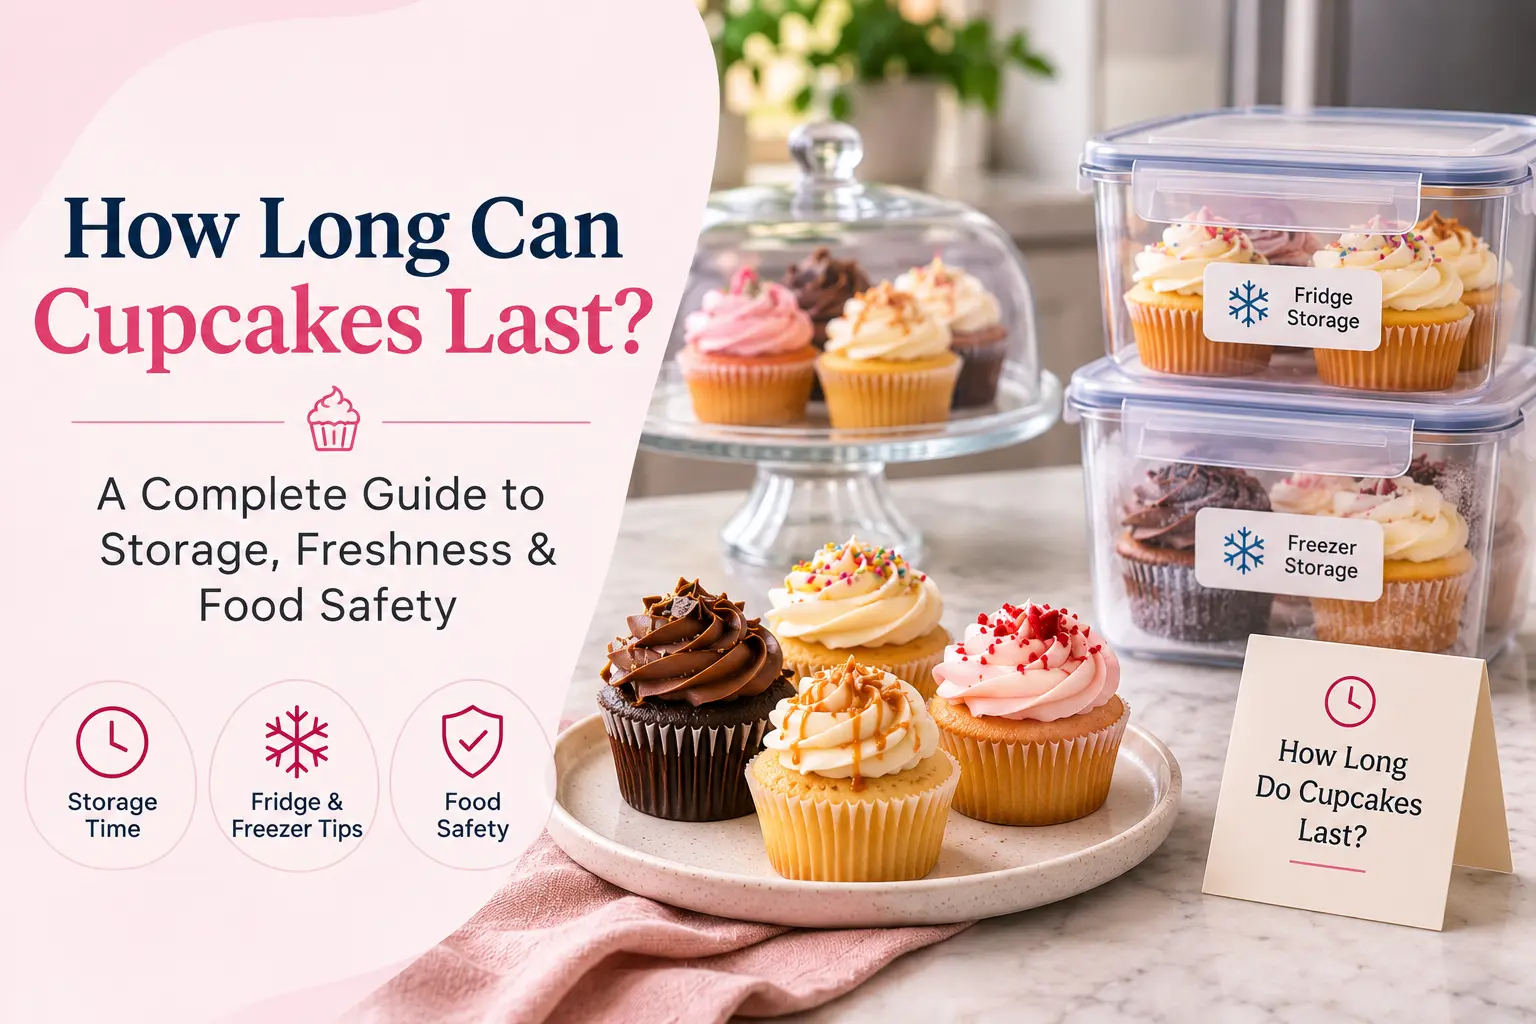 How Long Can
Cupcakes Last?
A Complete Guide to
Storage, Freshness &
Food Safety
Storage
Time
Fridge &
Freezer Tips
Food
Safety
Fridge
Storage
Freezer
Storage
How Long
Do Cupcakes
Last?